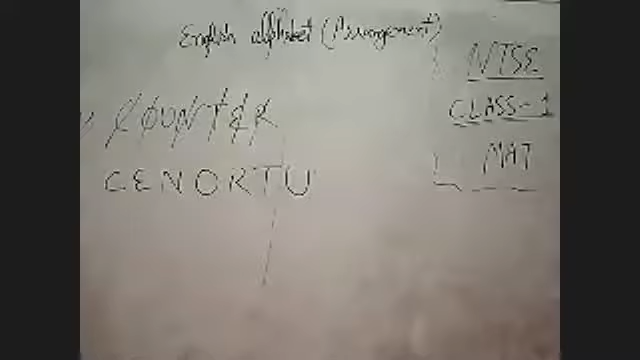 English alphabet (Arrangement)
NTSE
CLASS-1
MAT
COUNTER
CENORTU